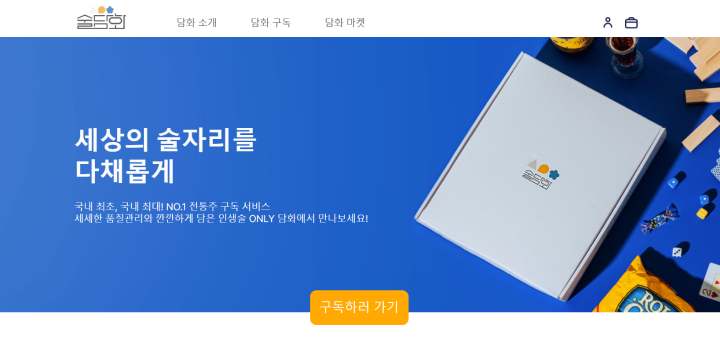 술담화
담화 소개
담화 구독
담화 마켓
세상의 술자리를
다채롭게
국내 최초, 국내 최대! NO.1 전통주 구독 서비스
세세한 품질관리와 깐깐하게 담은 인생술 ONLY 담화에서 만나보세요!
술담화
구독하러 가기